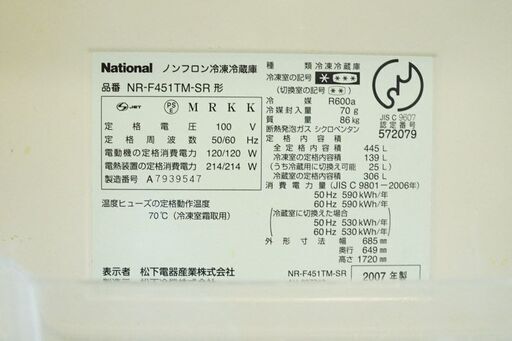 National ノンフロン冷凍冷蔵庫
品番 NR-F451TM-SR 形
JET PS E MRKK
定格電圧 100 V
定格周波数 50/60 Hz
電動機の定格消費電力 120/120 W
電熱装置の定格消費電力 214/214 W
製造番号 A7939547
温度ヒューズの定格動作温度
70℃(冷凍室霜取用)
表示者 松下電器産業株式会社
種類 冷凍冷蔵庫
冷凍室の記号 * ***
(切換室の記号 **)
冷媒 R600a
冷媒封入量 70 g
質量 86 kg
断熱発泡ガス シクロペンタン
定格内容積
全定格内容積 445 L
冷凍室の定格内容積 139 L
(うち冷蔵用に切換可能 25 L)
冷蔵室の定格内容積 306 L
消費電力量(JIS C 9801-2006年)
50 Hz 590 kWh/年
60 Hz 590 kWh/年
(冷蔵室に切換えた場合
50 Hz 530 kWh/年
60 Hz 530 kWh/年)
外形寸法 幅 685 mm
奥行 649 mm
高さ 1720 mm
NR-F451TM-SR 2007 年製
JIS C 9607
認定番号
572079